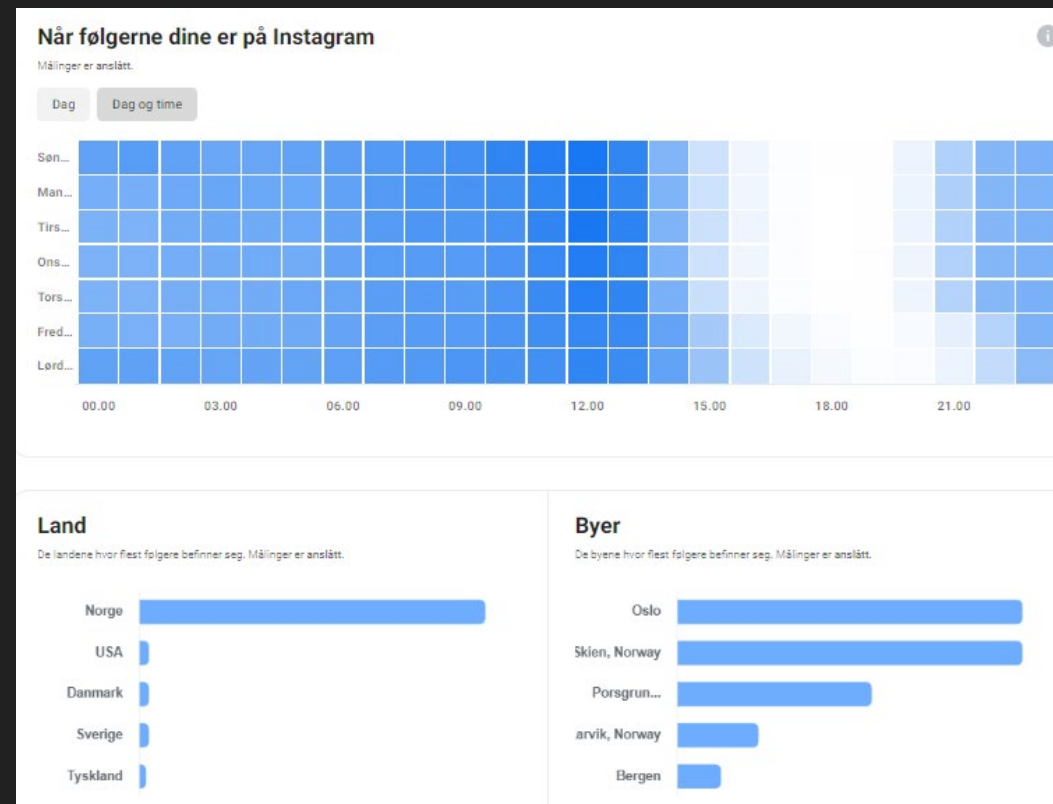 Når følgerne dine er på Instagram
Målinger er anslått.
Dag
Dag og time
Søn...
Man...
Tirs...
Ons...
Tors...
Fred...
Lørd...
00.00 03.00 06.00 09.00 12.00 15.00 18.00 21.00
Land
De landene hvor flest følgere befinner seg. Målinger er anslått.
Norge
USA
Danmark
Sverige
Tyskland
Byer
De byene hvor flest følgere befinner seg. Målinger er anslått.
Oslo
Skien, Norway
Porsgrun...
arvik, Norway
Bergen